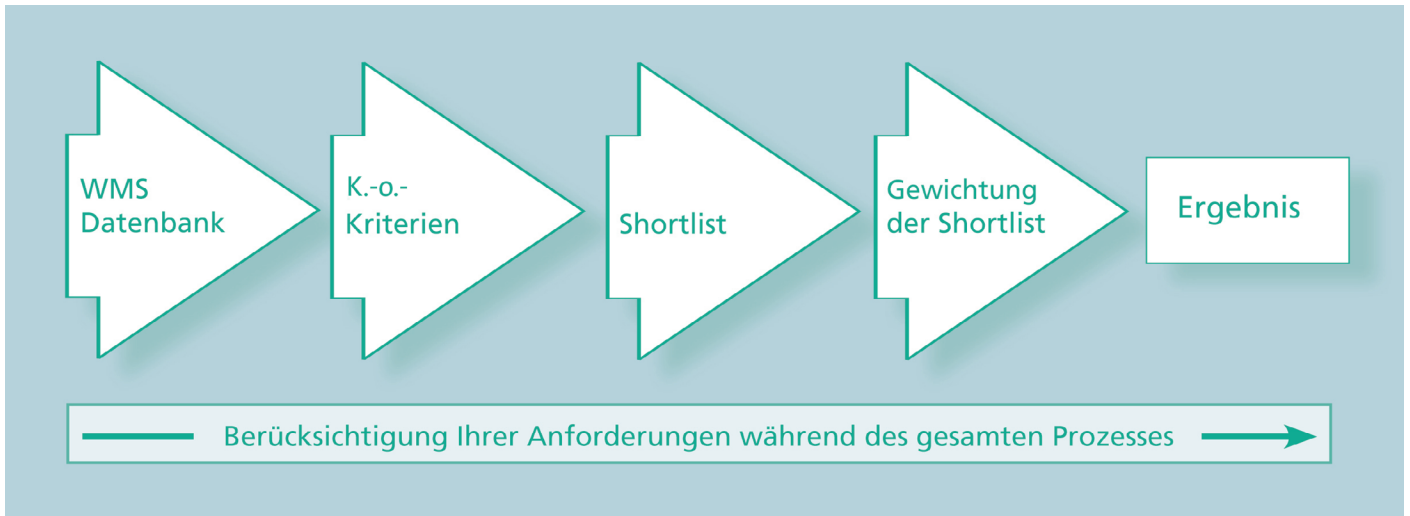 WMS
Datenbank
K.-o.-
Kriterien
Shortlist
Gewichtung
der Shortlist
Ergebnis
Berücksichtigung Ihrer Anforderungen während des gesamten Prozesses